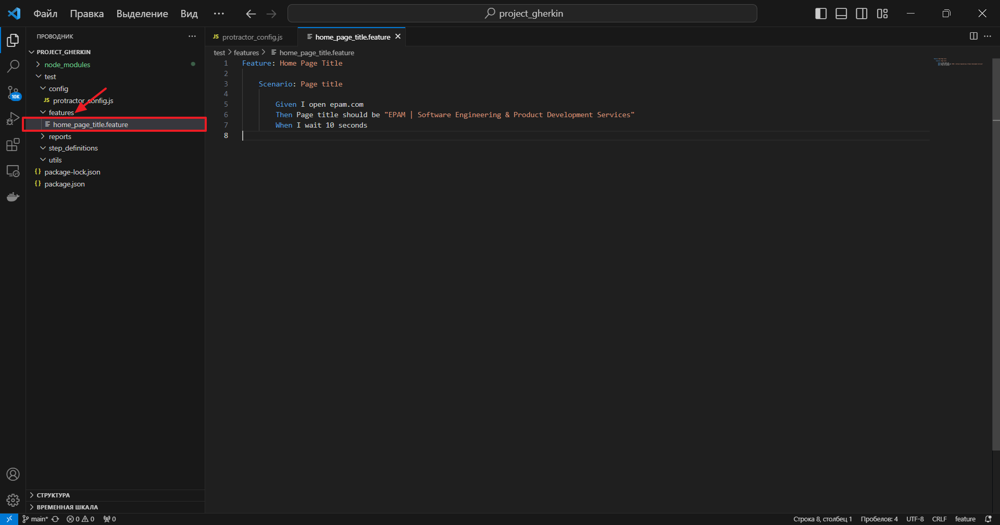 Файл Правка Выделение Вид ··· project_gherkin
ПРОВОДНИК ···
PROJECT_GHERKIN
node_modules
test
config
JS protractor_config.js
features
home_page_title.feature
reports
step_definitions
utils
{} package-lock.json
{} package.json
10K
СТРУКТУРА
ВРЕМЕННАЯ ШКАЛА
JS protractor_config.js home_page_title.feature
test > features > home_page_title.feature
1 Feature: Home Page Title
2
3 Scenario: Page title
4
5 Given I open epam.com
6 Then Page title should be "EPAM | Software Engineering & Product Development Services"
7 When I wait 10 seconds
8
main* 0 0 0 Строка 8, столбец 1 Пробелов: 4 UTF-8 CRLF feature